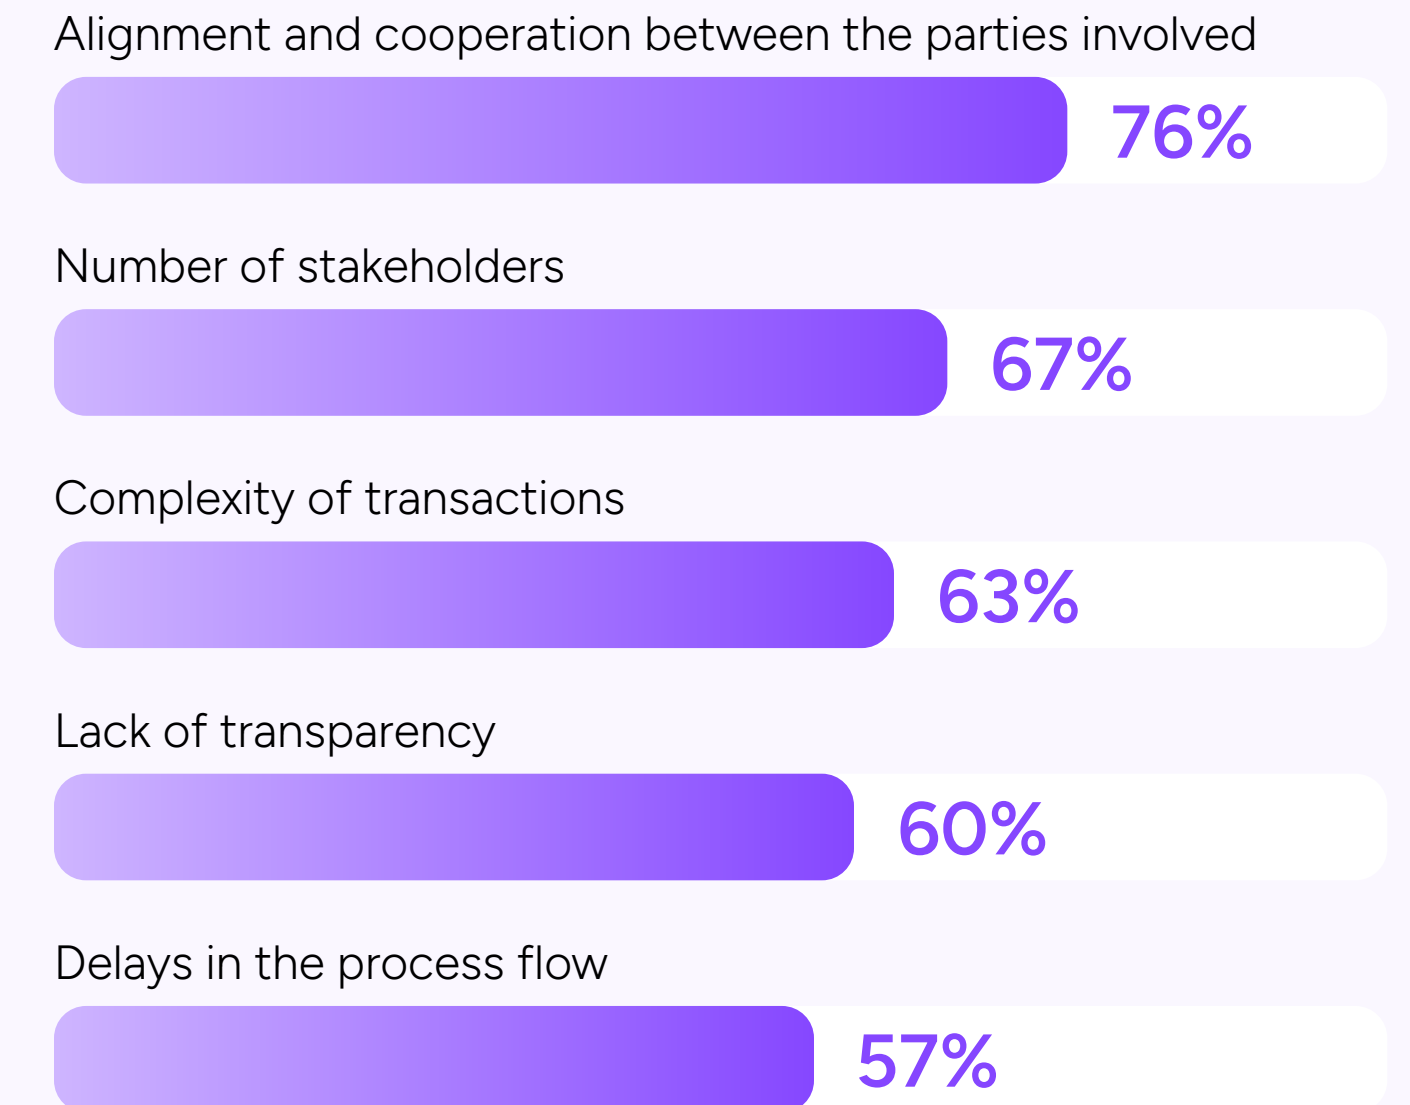 Alignment and cooperation between the parties involved
76%
Number of stakeholders
67%
Complexity of transactions
63%
Lack of transparency
60%
Delays in the process flow
57%